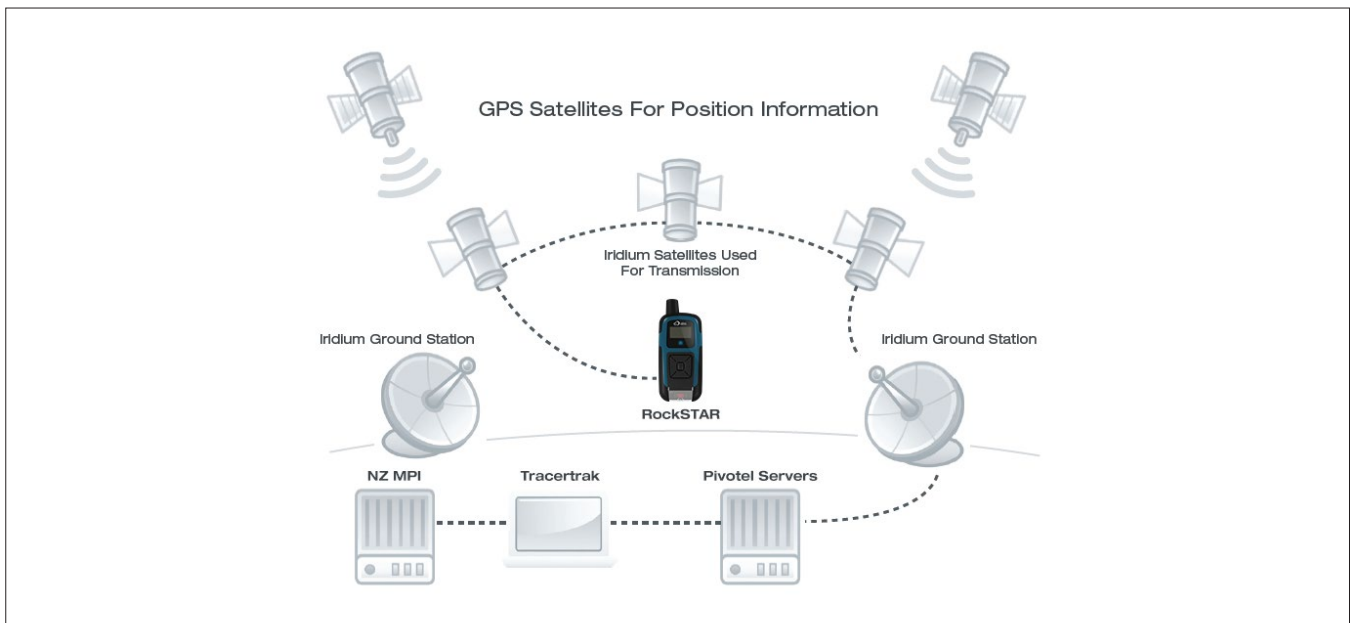 GPS Satellites For Position Information
Iridium Satellites Used
For Transmission
Iridium Ground Station
Iridium Ground Station
RockSTAR
NZ MPI
Tracertrak
Pivotel Servers